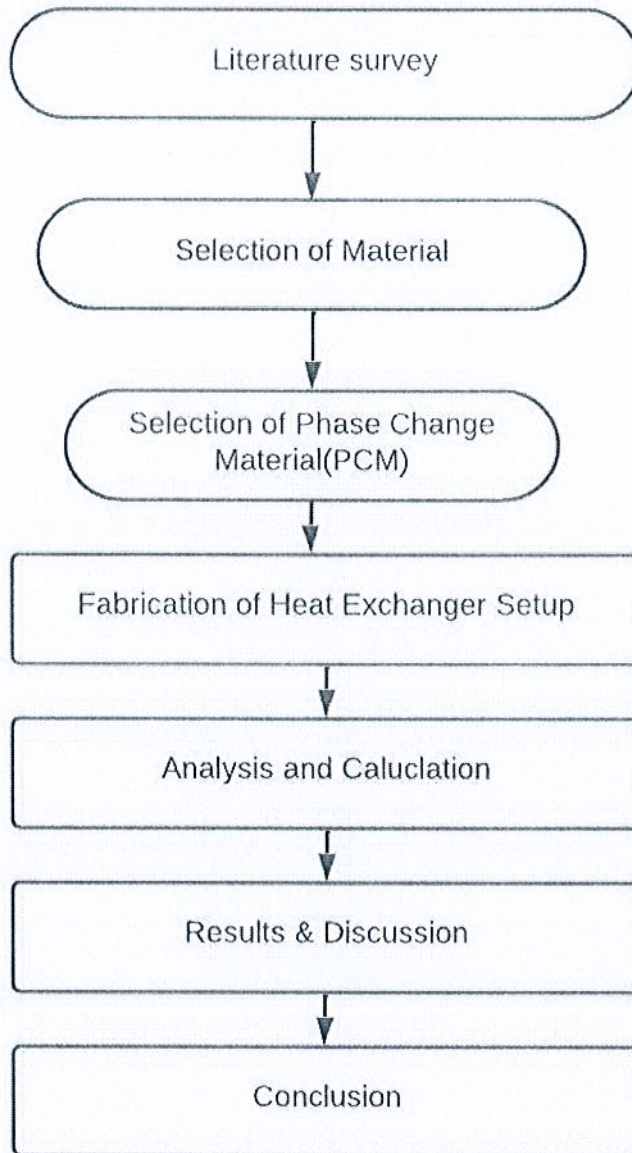 Literature survey
Selection of Material
Selection of Phase Change
Material(PCM)
Fabrication of Heat Exchanger Setup
Analysis and Caluclation
Results & Discussion
Conclusion